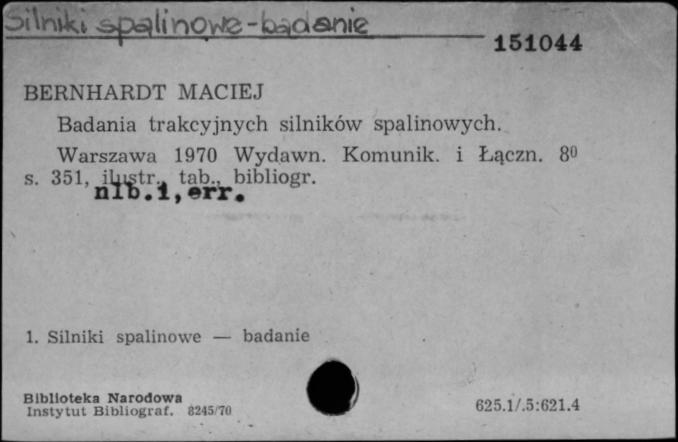 Silniki spalinowe - badanie
151044
BERNHARDT MACIEJ
Badania trakcyjnych silników spalinowych.
Warszawa 1970 Wydawn. Komunik. i Łączn. 8⁰
s. 351, ilustr., tab., bibliogr.
nlb.1, err.
1. Silniki spalinowe — badanie
Biblioteka Narodowa
Instytut Bibliograf. 8245/70
625.1/.5:621.4